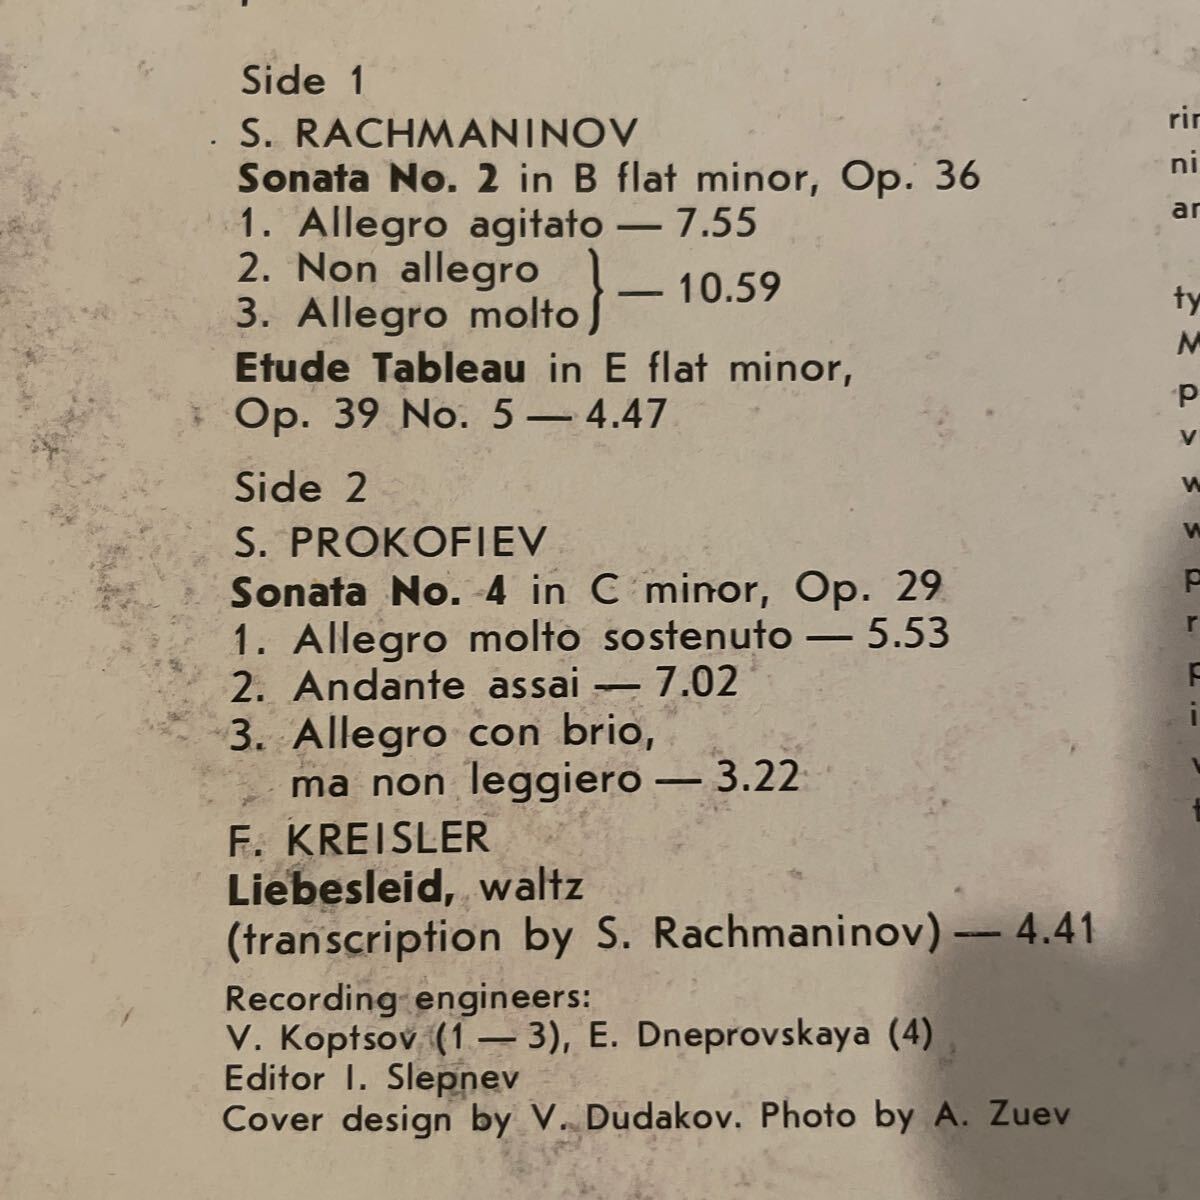 Side 1
S. RACHMANINOV
Sonata No. 2 in B flat minor, Op. 36
1. Allegro agitato — 7.55
2. Non allegro
3. Allegro molto } — 10.59
Etude Tableau in E flat minor,
Op. 39 No. 5 — 4.47
Side 2
S. PROKOFIEV
Sonata No. 4 in C minor, Op. 29
1. Allegro molto sostenuto — 5.53
2. Andante assai — 7.02
3. Allegro con brio,
ma non leggiero — 3.22
F. KREISLER
Liebesleid, waltz
(transcription by S. Rachmaninov) — 4.41
Recording engineers:
V. Koptsov (1 — 3), E. Dneprovskaya (4)
Editor I. Slepnev
Cover design by V. Dudakov. Photo by A. Zuev